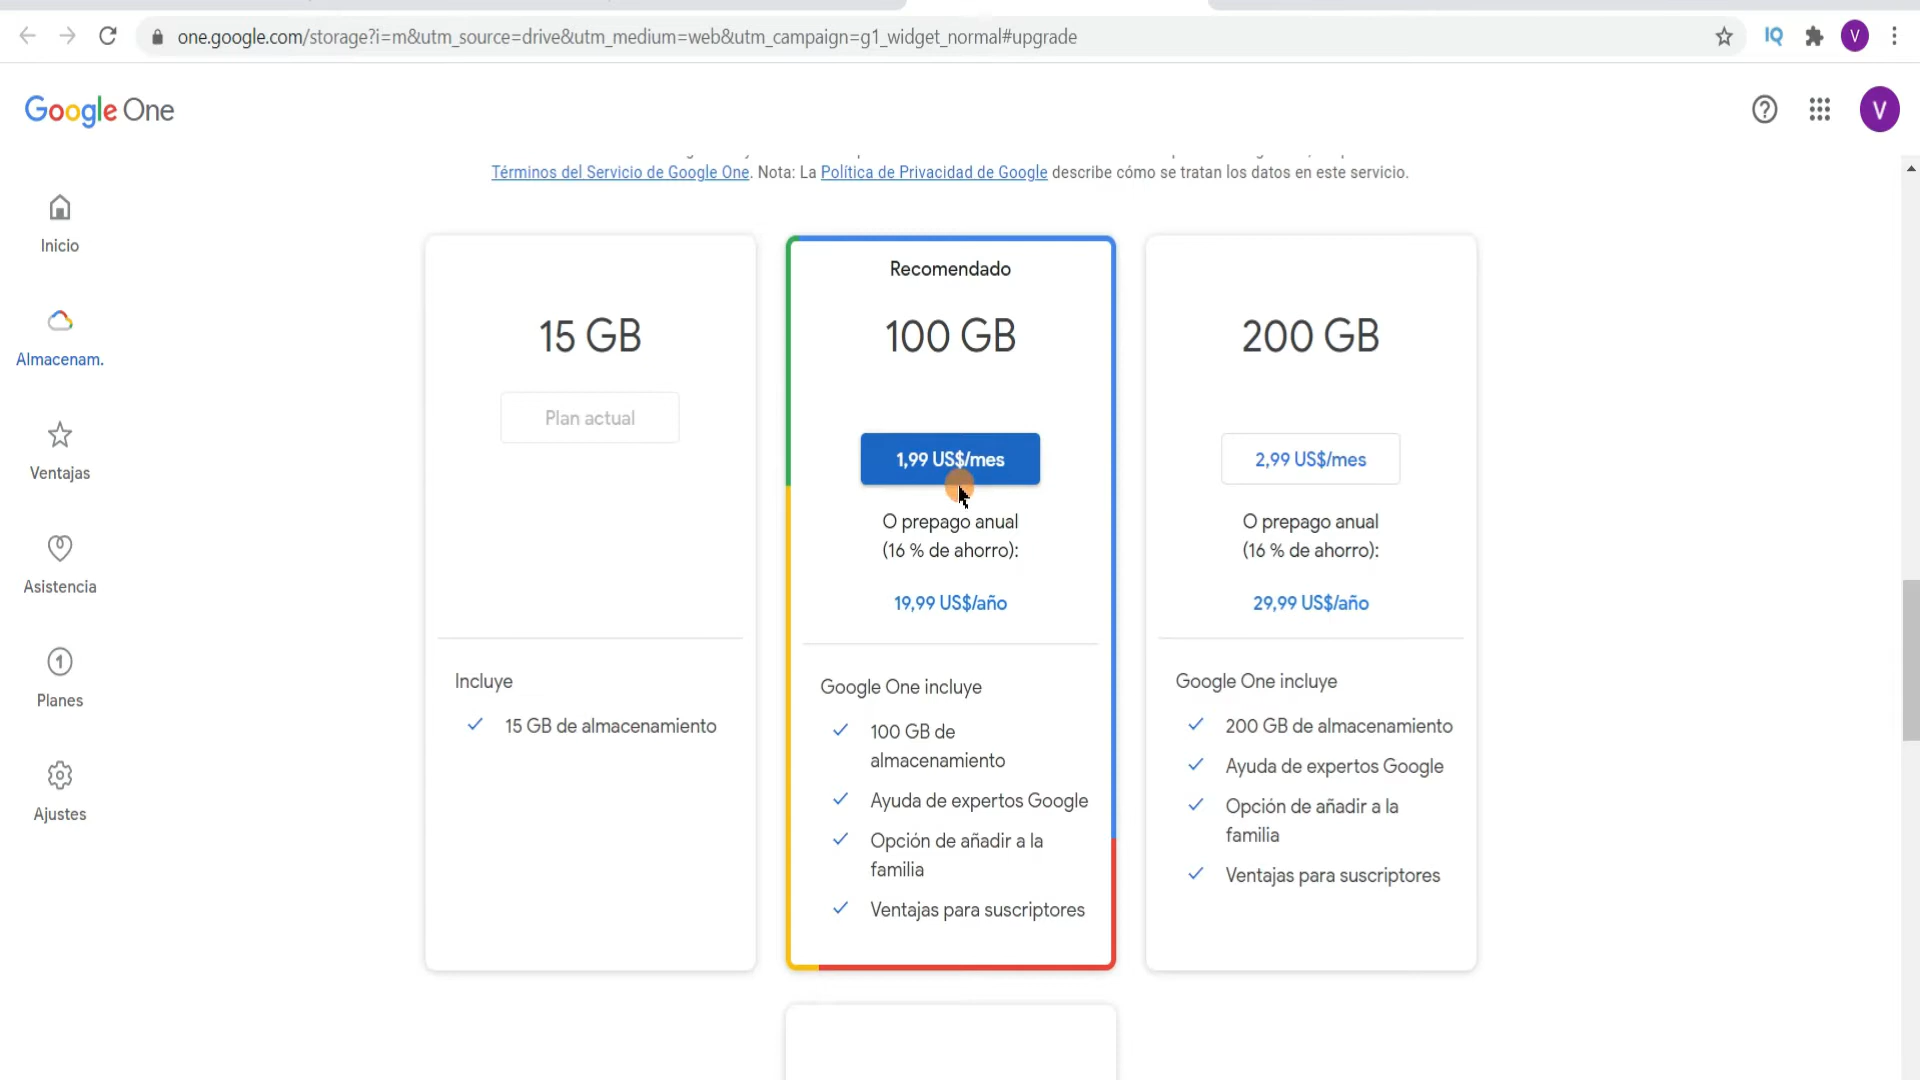 one.google.com/storage?i=m&utm_source=drive&utm_medium=web&utm_campaign=g1_widget_normal#upgrade
IQ
V
Google One
V
Términos del Servicio de Google One. Nota: La Política de Privacidad de Google describe cómo se tratan los datos en este servicio.
Inicio
Almacenam.
Ventajas
Asistencia
1
Planes
Ajustes
15 GB
Plan actual
Incluye
15 GB de almacenamiento
Recomendado
100 GB
1,99 US$/mes
O prepago anual
(16 % de ahorro):
19,99 US$/año
Google One incluye
100 GB de
almacenamiento
Ayuda de expertos Google
Opción de añadir a la
familia
Ventajas para suscriptores
200 GB
2,99 US$/mes
O prepago anual
(16 % de ahorro):
29,99 US$/año
Google One incluye
200 GB de almacenamiento
Ayuda de expertos Google
Opción de añadir a la
familia
Ventajas para suscriptores